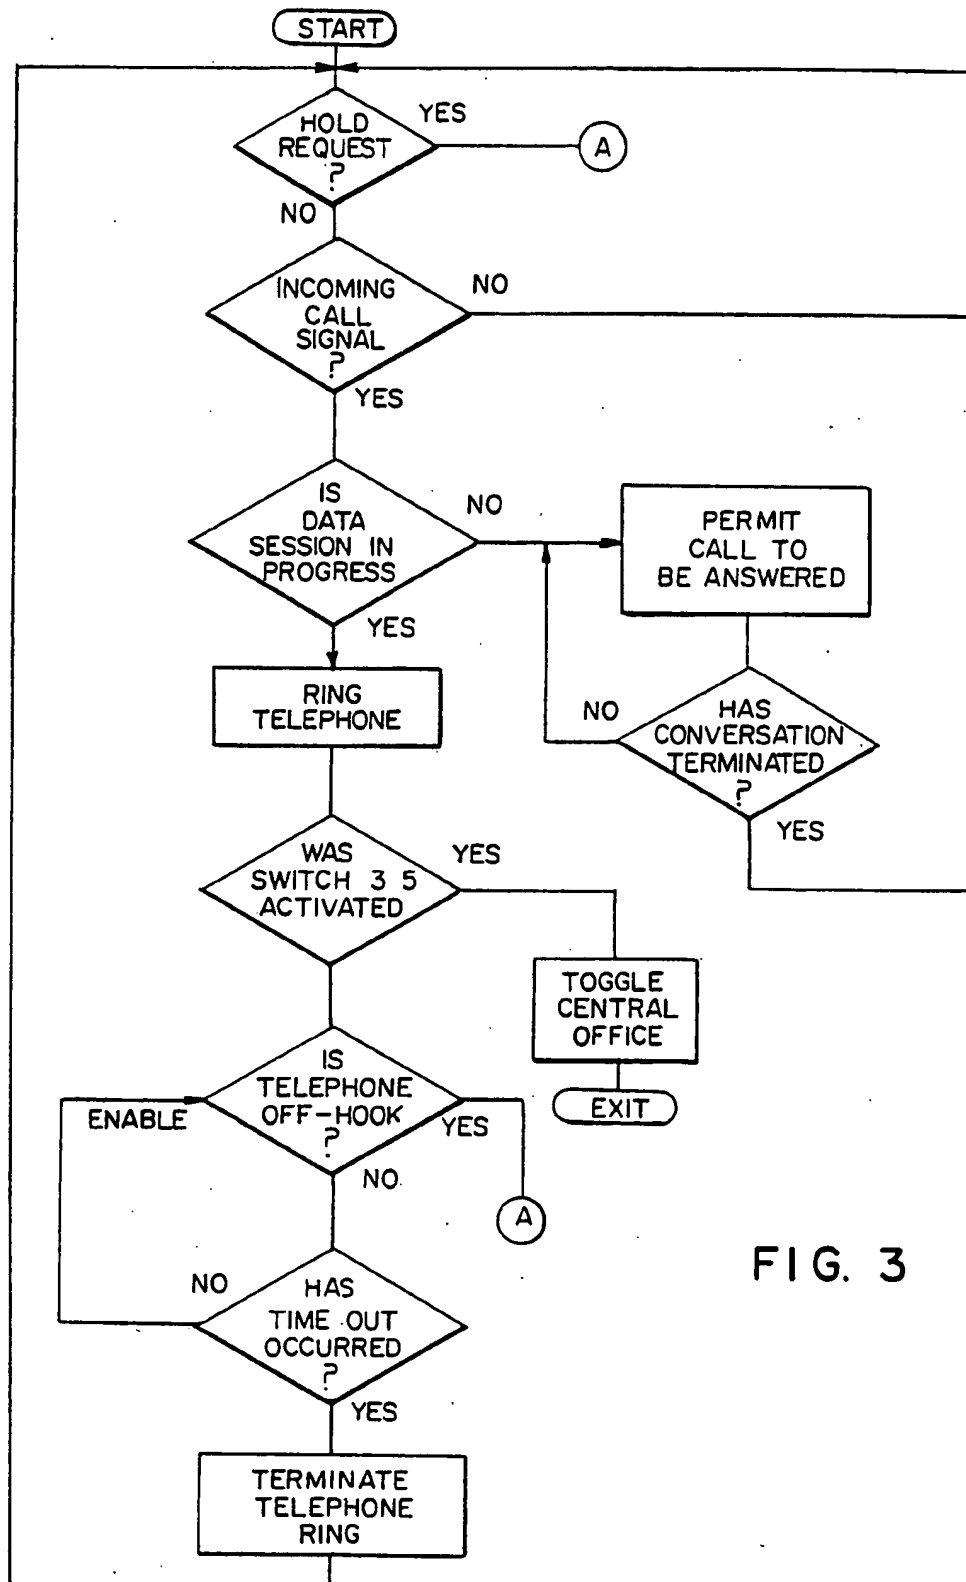 START
HOLD
REQUEST
?
YES
A
NO
INCOMING
CALL
SIGNAL
?
NO
YES
IS
DATA
SESSION IN
PROGRESS
NO
PERMIT
CALL TO
BE ANSWERED
YES
RING
TELEPHONE
NO
HAS
CONVERSATION
TERMINATED
?
YES
WAS
SWITCH 3 5
ACTIVATED
YES
TOGGLE
CENTRAL
OFFICE
EXIT
IS
TELEPHONE
OFF-HOOK
?
ENABLE
YES
NO
A
HAS
TIME OUT
OCCURRED
?
NO
YES
TERMINATE
TELEPHONE
RING
FIG. 3